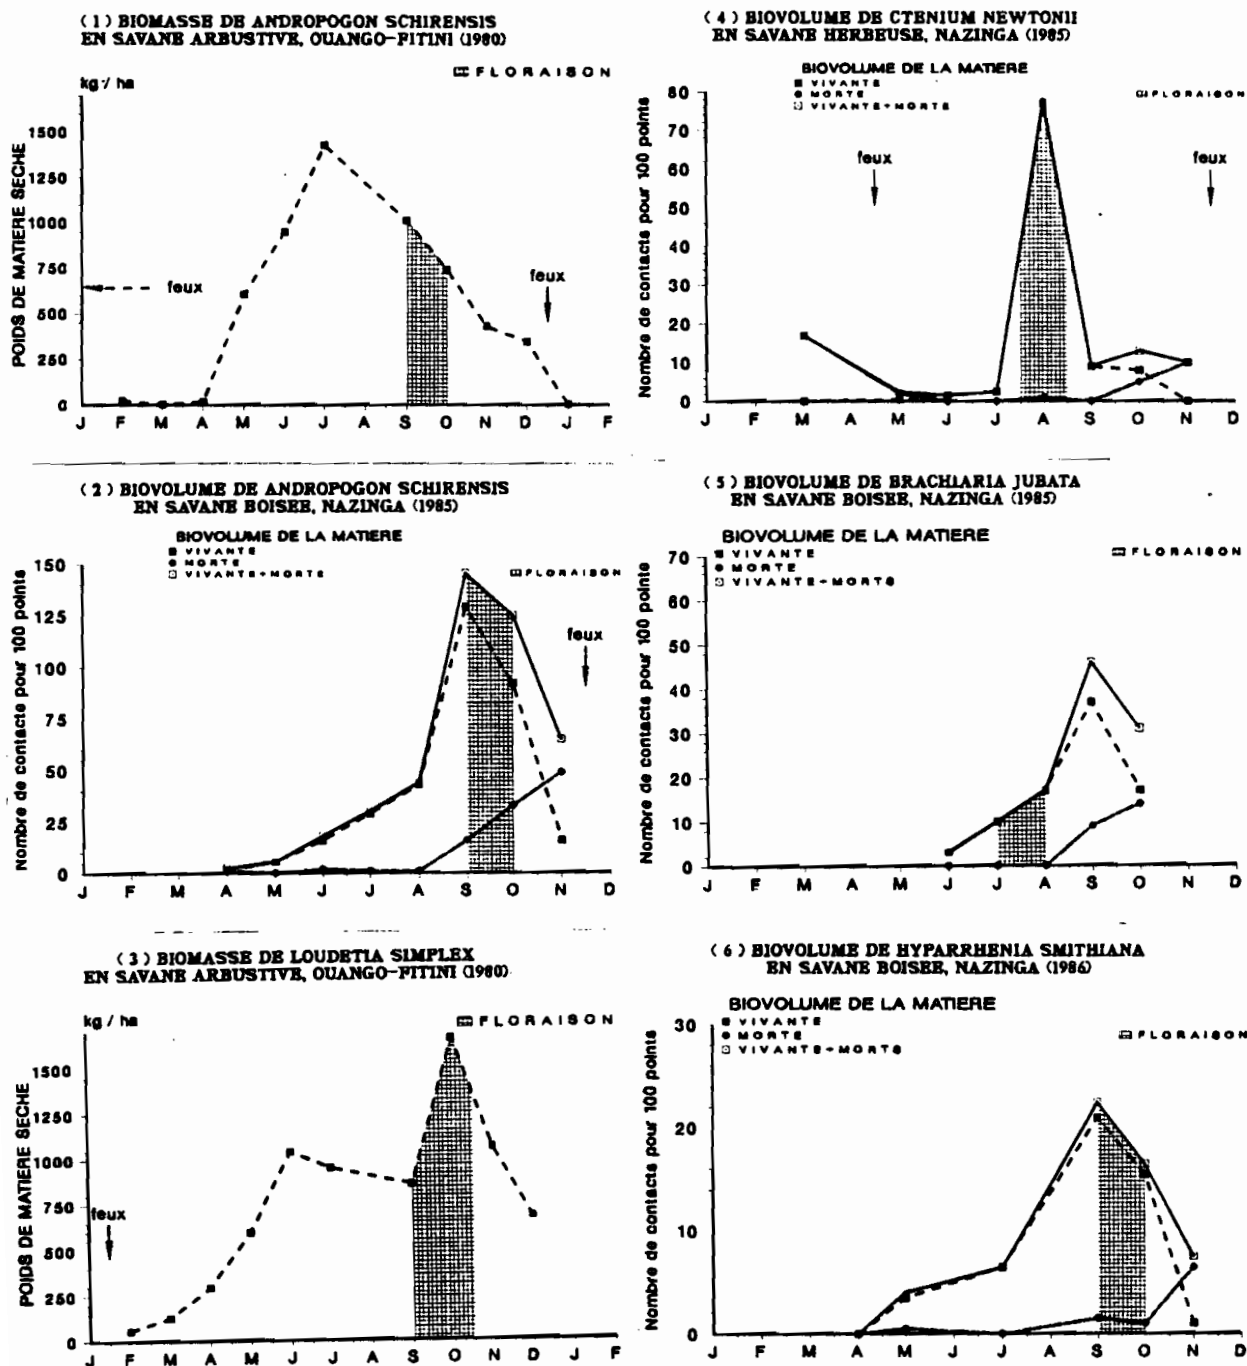 (1) BIOMASSE DE ANDROPOGON SCHIRENSIS
EN SAVANE ARBUSTIVE, OUANGO-FITINI (1980)
FLORAISON
kg / ha
POIDS DE MATIERE SECHE
1500
1250
1000
750
500
250
0
feux
feux
J F M A M J J A S O N D J F
(2) BIOVOLUME DE ANDROPOGON SCHIRENSIS
EN SAVANE BOISEE, NAZINGA (1985)
BIOVOLUME DE LA MATIERE
VIVANTE
MORTE
VIVANTE+MORTE
FLORAISON
Nombre de contacts pour 100 points
150
125
100
75
50
25
0
feux
J F M A M J J A S O N D
(3) BIOMASSE DE LOUDETIA SIMPLEX
EN SAVANE ARBUSTIVE, OUANGO-FITINI (1980)
kg / ha
FLORAISON
POIDS DE MATIERE SECHE
1500
1250
1000
750
500
250
0
feux
J F M A M J J A S O N D J F
(4) BIOVOLUME DE CTENIUM NEWTONII
EN SAVANE HERBEUSE, NAZINGA (1985)
BIOVOLUME DE LA MATIERE
VIVANTE
MORTE
VIVANTE+MORTE
FLORAISON
Nombre de contacts pour 100 points
80
70
60
50
40
30
20
10
0
feux
feux
J F M A M J J A S O N D
(5) BIOVOLUME DE BRACHIARIA JUBATA
EN SAVANE BOISEE, NAZINGA (1985)
BIOVOLUME DE LA MATIERE
VIVANTE
MORTE
VIVANTE+MORTE
FLORAISON
Nombre de contacts pour 100 points
70
60
50
40
30
20
10
0
J F M A M J J A S O N D
(6) BIOVOLUME DE HYPARRHENIA SMITHIANA
EN SAVANE BOISEE, NAZINGA (1986)
BIOVOLUME DE LA MATIERE
VIVANTE
MORTE
VIVANTE+MORTE
FLORAISON
Nombre de contacts pour 100 points
30
20
10
0
J F M A M J J A S O N D